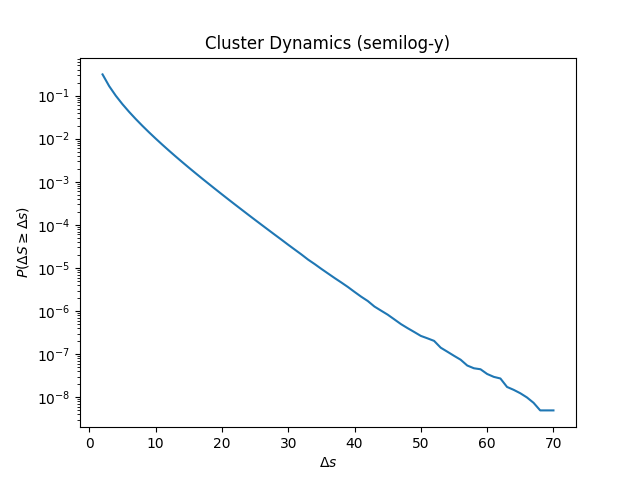 Cluster Dynamics (semilog-y)
P(ΔS ≥ Δs)
10⁻¹
10⁻²
10⁻³
10⁻⁴
10⁻⁵
10⁻⁶
10⁻⁷
10⁻⁸
0 10 20 30 40 50 60 70
Δs